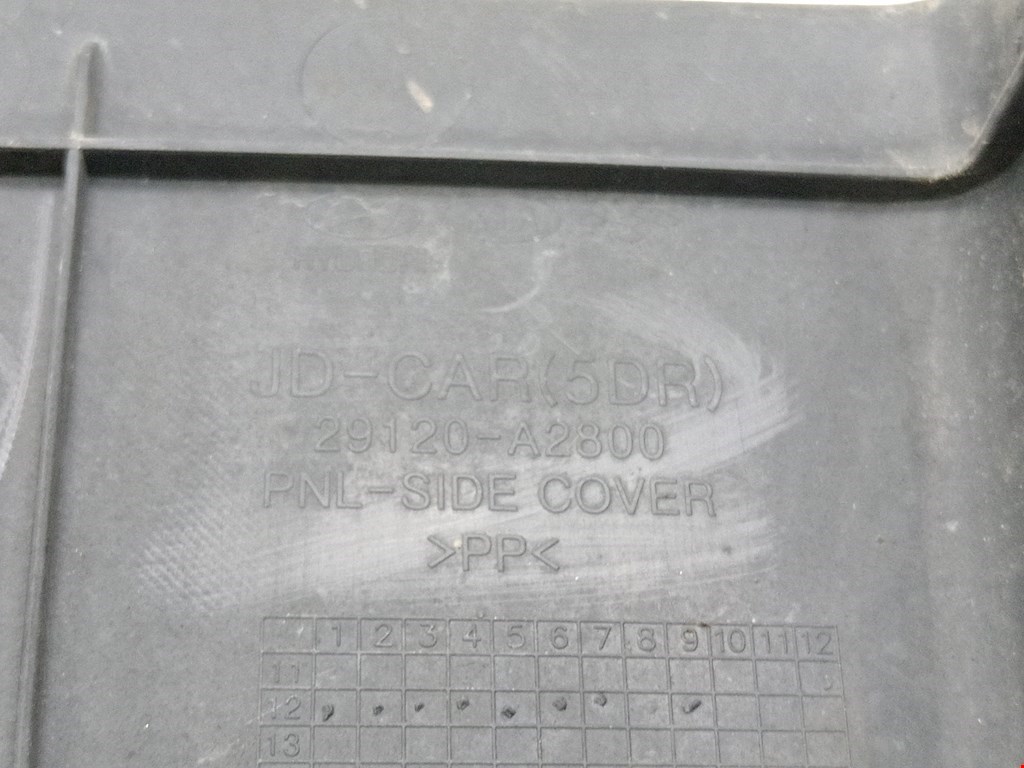 JD-CAR(5DR)
29120-A2800
PNL-SIDE COVER
>PP<
1 2 3 4 5 6 7 8 9 10 11 12
11
12
13